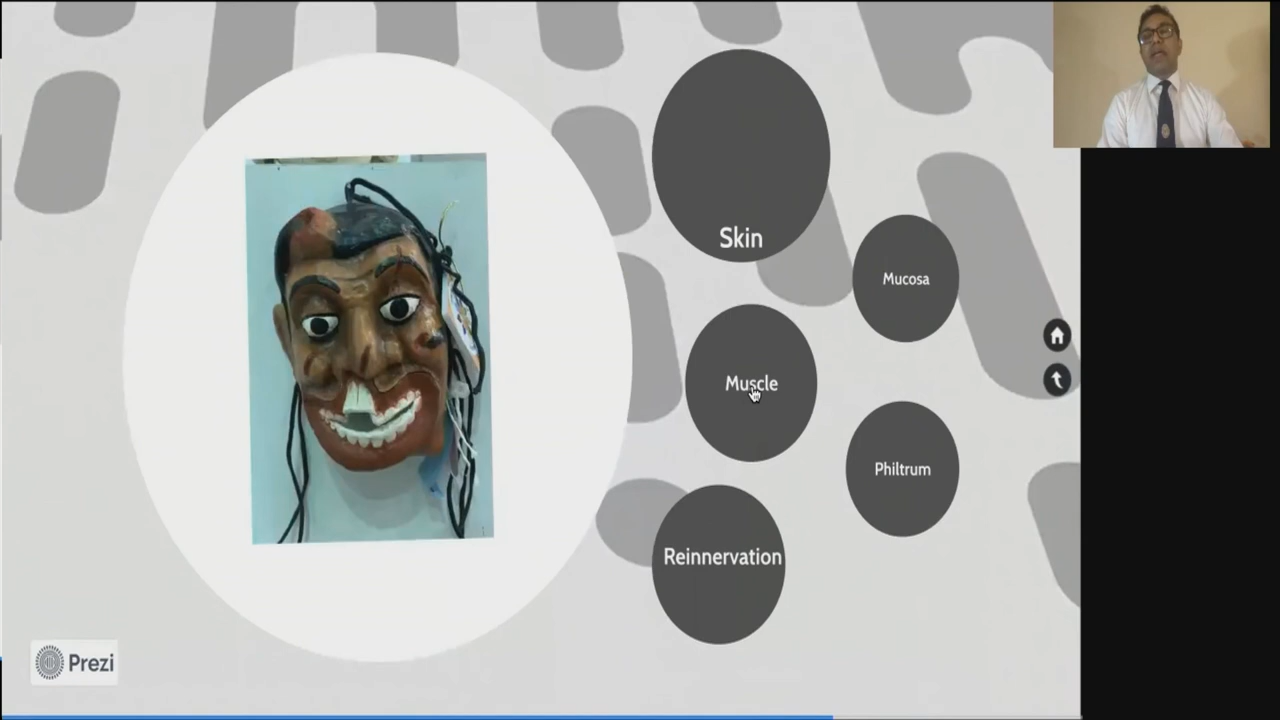 Skin
Mucosa
Muscle
Philtrum
Reinnervation
Prezi